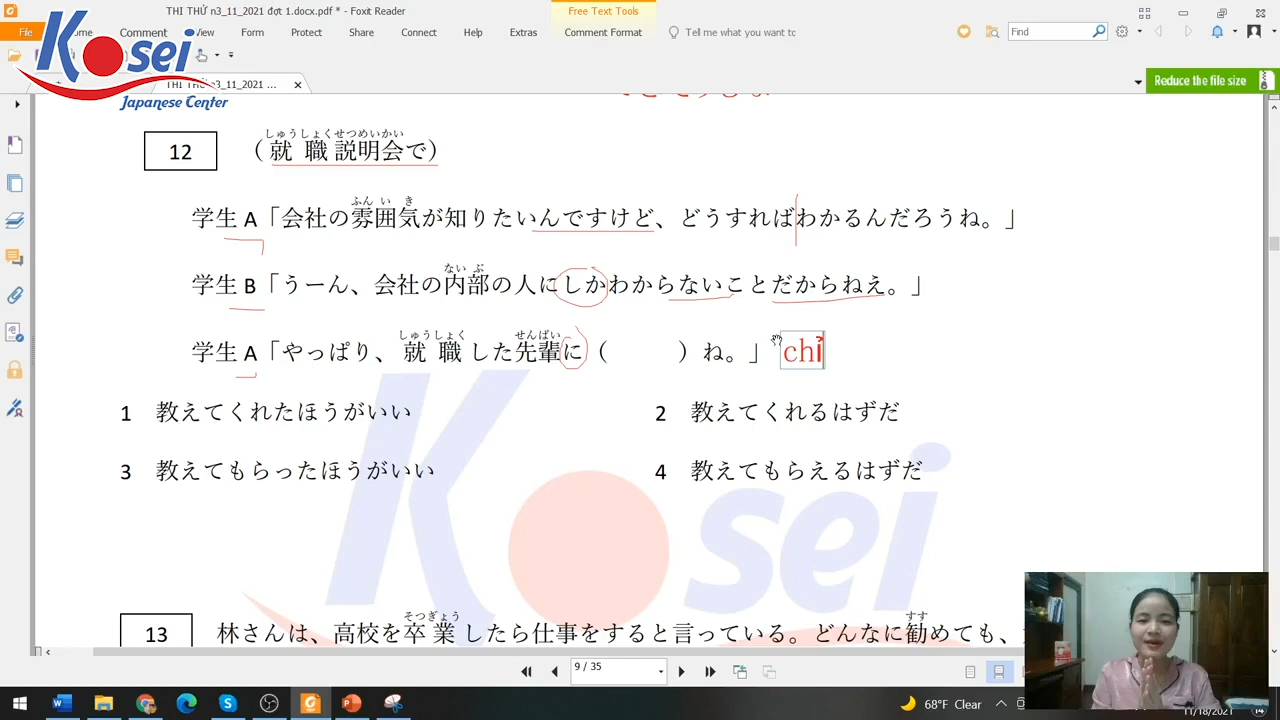 THI THỬ n3_11_2021 đợt 1.docx.pdf * - Foxit Reader
Free Text Tools
File
Home
Comment
View
Form
Protect
Share
Connect
Help
Extras
Comment Format
Tell me what you want tc
Find
THI THỬ n3_11_2021 ...
Reduce the file size
Kosei
Japanese Center
12
（就職説明会で）
しゅうしょくせつめいかい
ふんいき
学生 A「会社の雰囲気が知りたいんですけど、どうすればわかるんだろうね。」
ないぶ
学生 B「うーん、会社の内部の人にしかわからないことだからねえ。」
しゅうしょく せんぱい
学生 A「やっぱり、就職した先輩に（ ）ね。」 chỉ
1 教えてくれたほうがいい
2 教えてくれるはずだ
3 教えてもらったほうがいい
4 教えてもらえるはずだ
Kosei
そつぎょう すす
13 林さんは、高校を卒業したら仕事をすると言っている。どんなに勧めても、
9 / 35
68°F Clear
11/18/2021